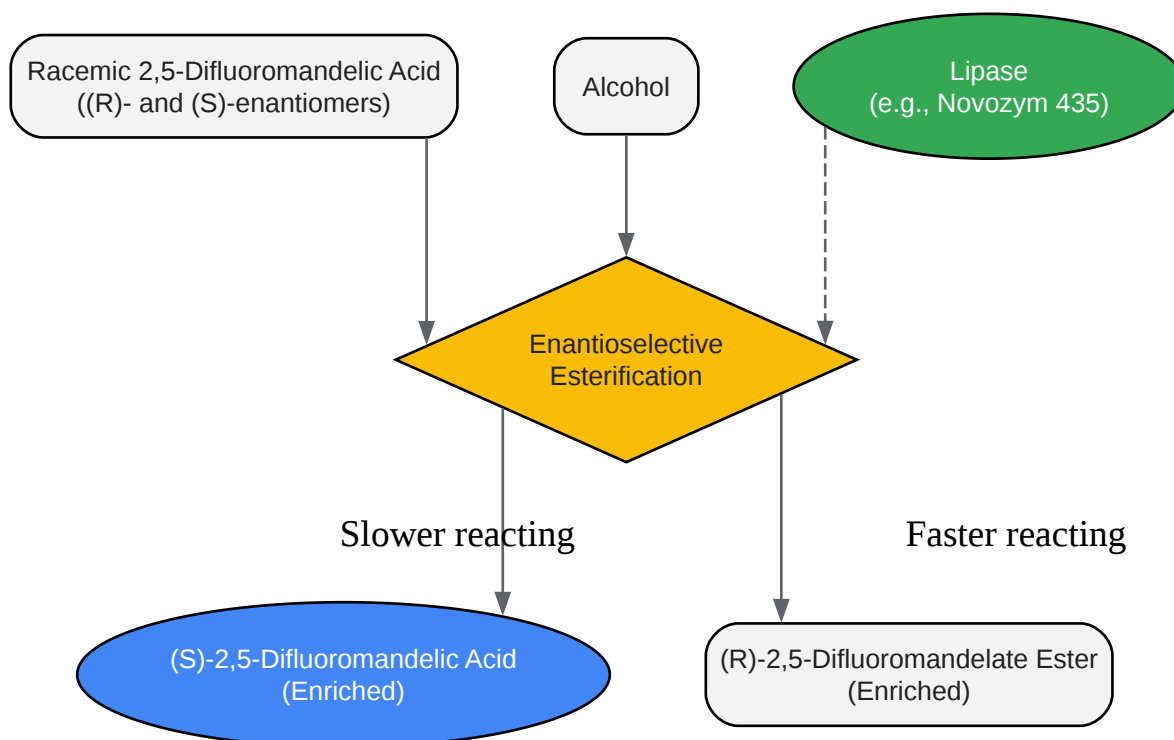 Racemic 2,5-Difluoromandelic Acid
((R)- and (S)-enantiomers)
Alcohol
Lipase
(e.g., Novozym 435)
Enantioselective
Esterification
Slower reacting
Faster reacting
(S)-2,5-Difluoromandelic Acid
(Enriched)
(R)-2,5-Difluoromandelate Ester
(Enriched)